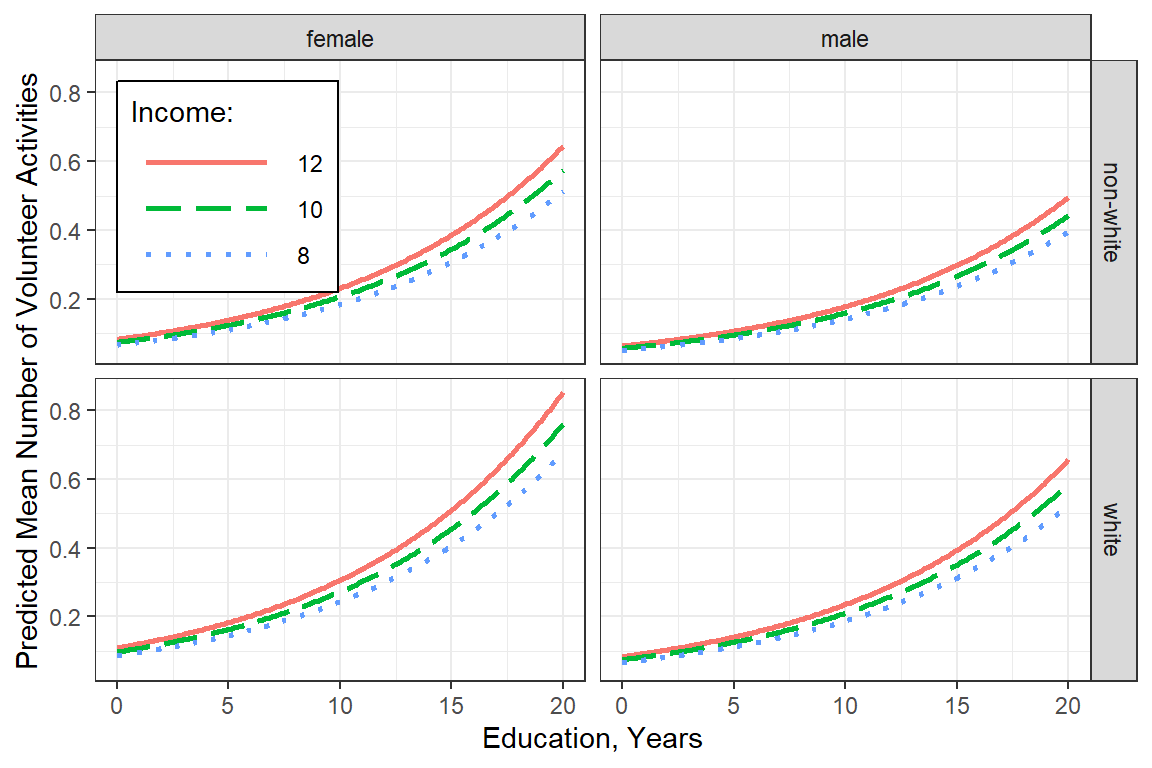 female
male
Income:
12
10
8
0.8
0.6
0.4
0.2
non-white
0.8
0.6
0.4
0.2
white
0 5 10 15 20
0 5 10 15 20
Education, Years
Predicted Mean Number of Volunteer Activities